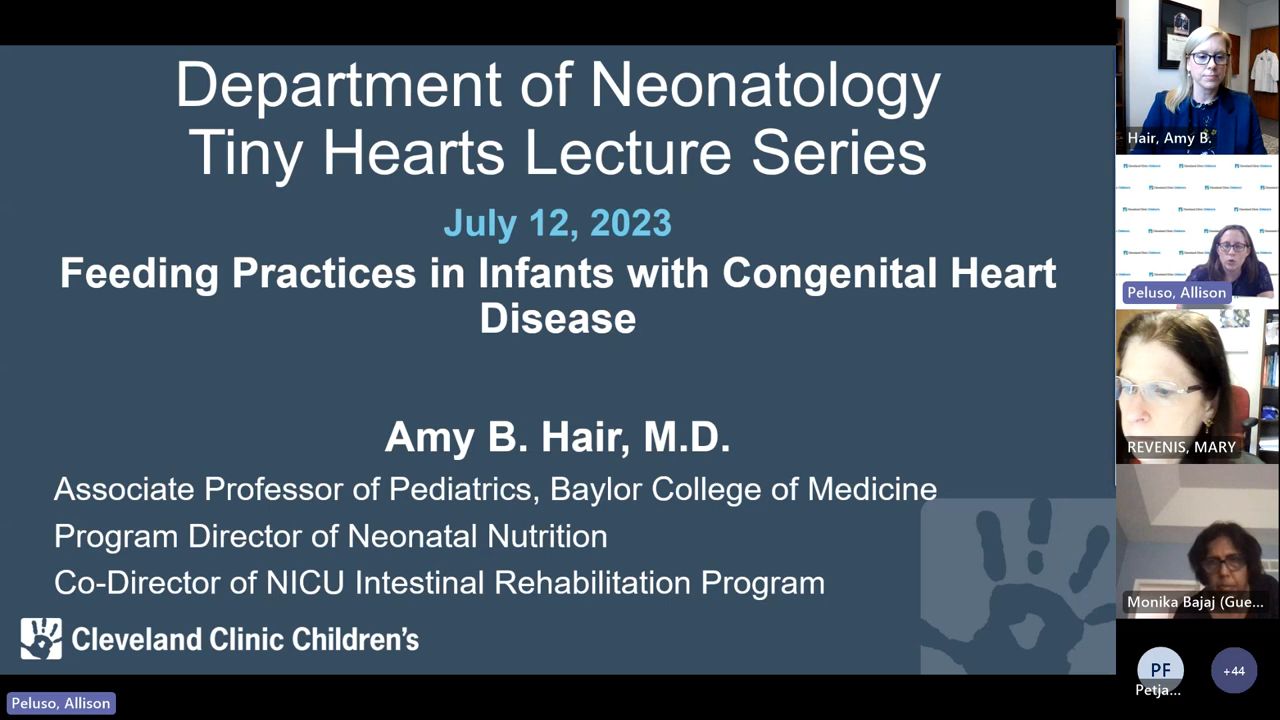 Department of Neonatology
Tiny Hearts Lecture Series
July 12, 2023
Feeding Practices in Infants with Congenital Heart
Disease
Amy B. Hair, M.D.
Associate Professor of Pediatrics, Baylor College of Medicine
Program Director of Neonatal Nutrition
Co-Director of NICU Intestinal Rehabilitation Program
Cleveland Clinic Children's
Peluso, Allison
Hair, Amy B.
Peluso, Allison
REVENIS, MARY
Monika Bajaj (Gue...
PF
Petja...
+44